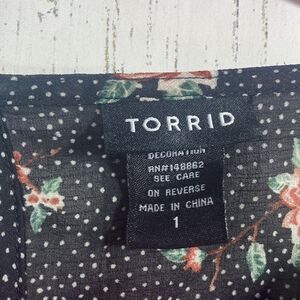 TORRID
DECORATION
RN#148862
SEE CARE
ON REVERSE
MADE IN CHINA
1